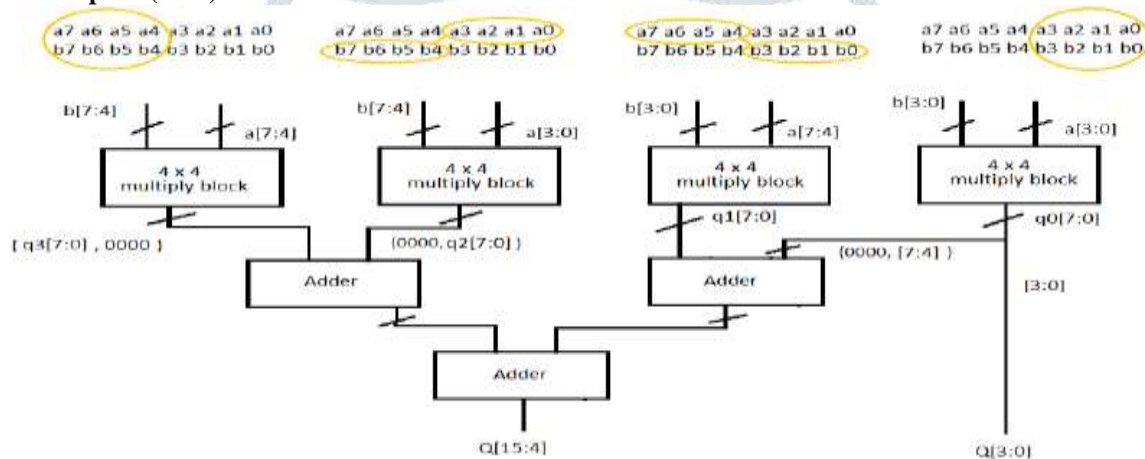 a7 a6 a5 a4 a3 a2 a1 a0
b7 b6 b5 b4 b3 b2 b1 b0
a7 a6 a5 a4 a3 a2 a1 a0
b7 b6 b5 b4 b3 b2 b1 b0
a7 a6 a5 a4 a3 a2 a1 a0
b7 b6 b5 b4 b3 b2 b1 b0
a7 a6 a5 a4 a3 a2 a1 a0
b7 b6 b5 b4 b3 b2 b1 b0
b[7:4]
a[7:4]
b[7:4]
a[3:0]
b[3:0]
a[7:4]
b[3:0]
a[3:0]
4 x 4
multiply block
4 x 4
multiply block
4 x 4
multiply block
4 x 4
multiply block
{ q3[7:0] , 0000 }
{0000, q2[7:0] }
q1[7:0]
q0[7:0]
{0000, [7:4] }
Adder
Adder
[3:0]
Adder
Q[15:4]
Q[3:0]